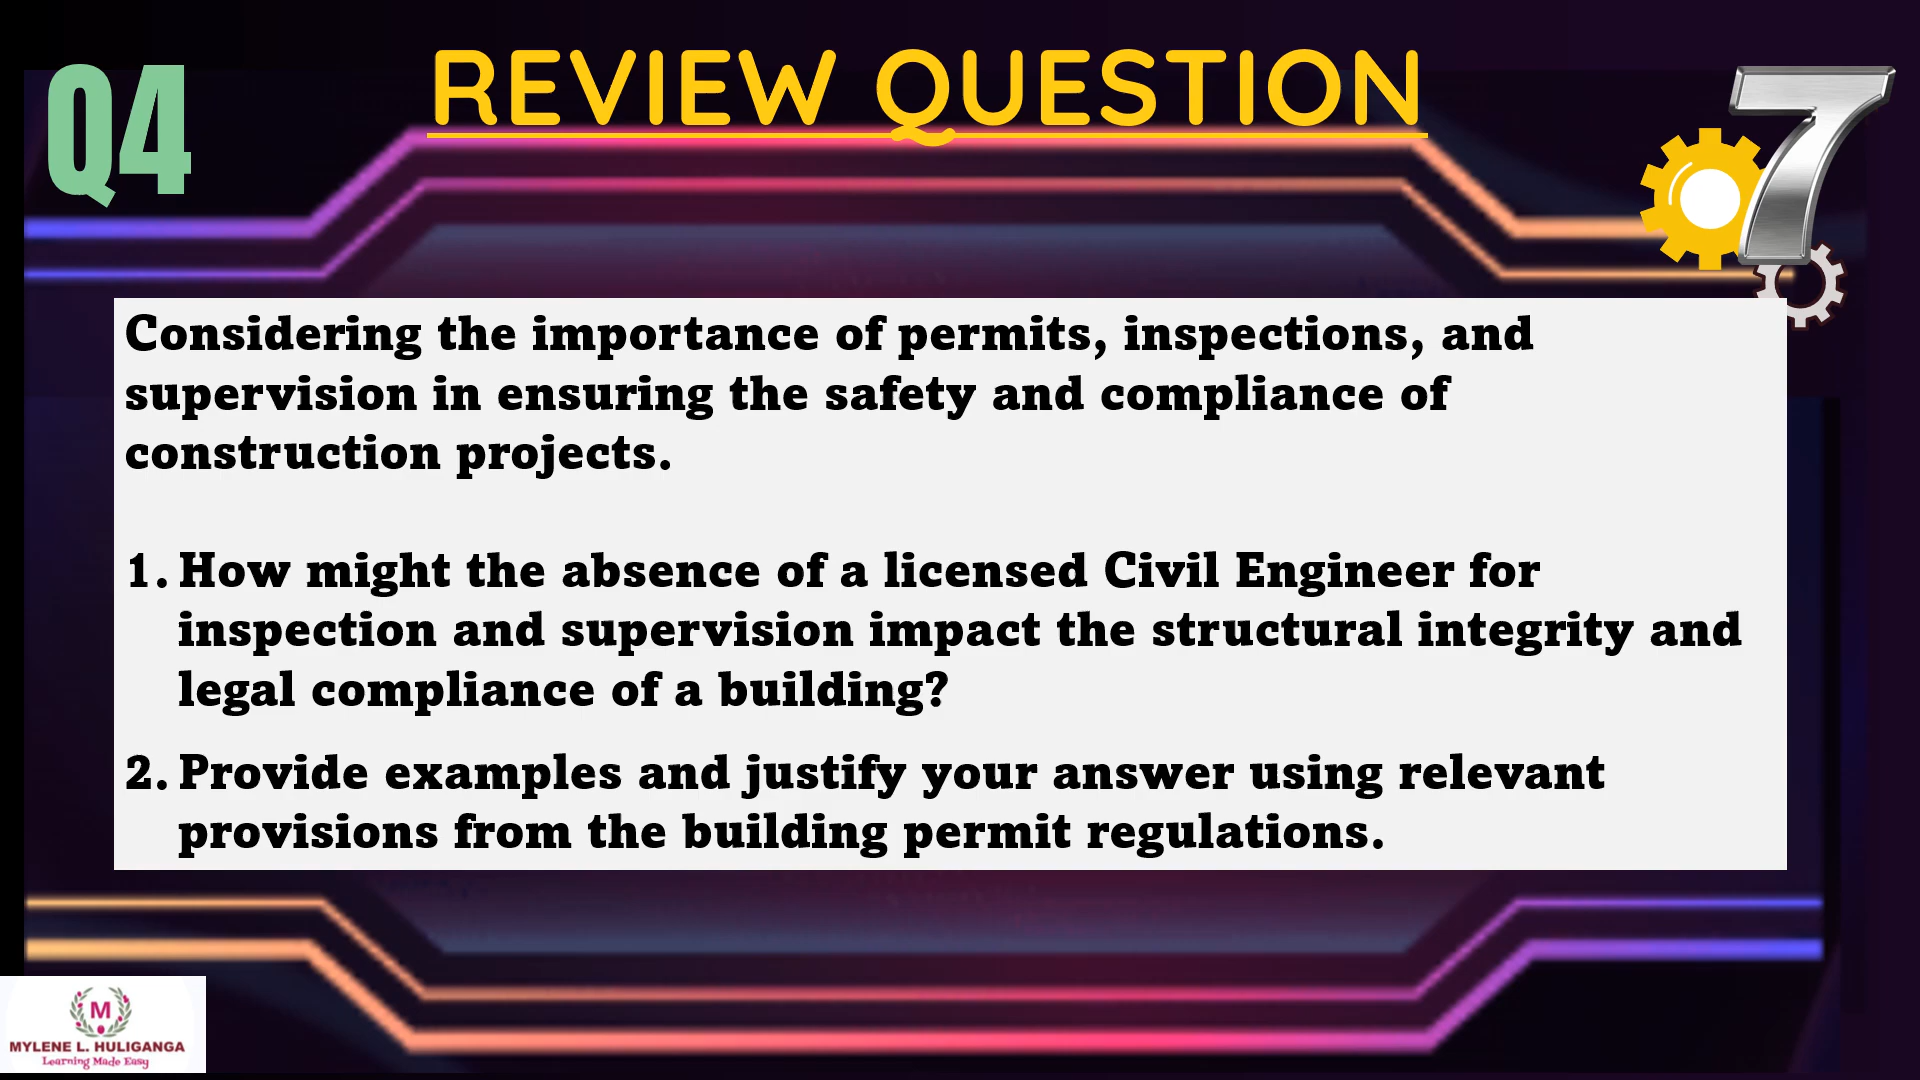 Q4
REVIEW QUESTION
7
Considering the importance of permits, inspections, and
supervision in ensuring the safety and compliance of
construction projects.
1. How might the absence of a licensed Civil Engineer for
inspection and supervision impact the structural integrity and
legal compliance of a building?
2. Provide examples and justify your answer using relevant
provisions from the building permit regulations.
M
MYLENE L. HULIGANGA
Learning Made Easy